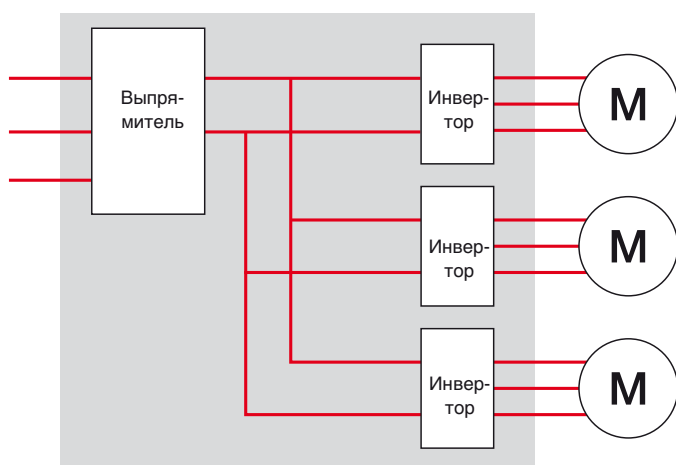 Выпря-
митель
Инвер-
тор
M
Инвер-
тор
M
Инвер-
тор
M